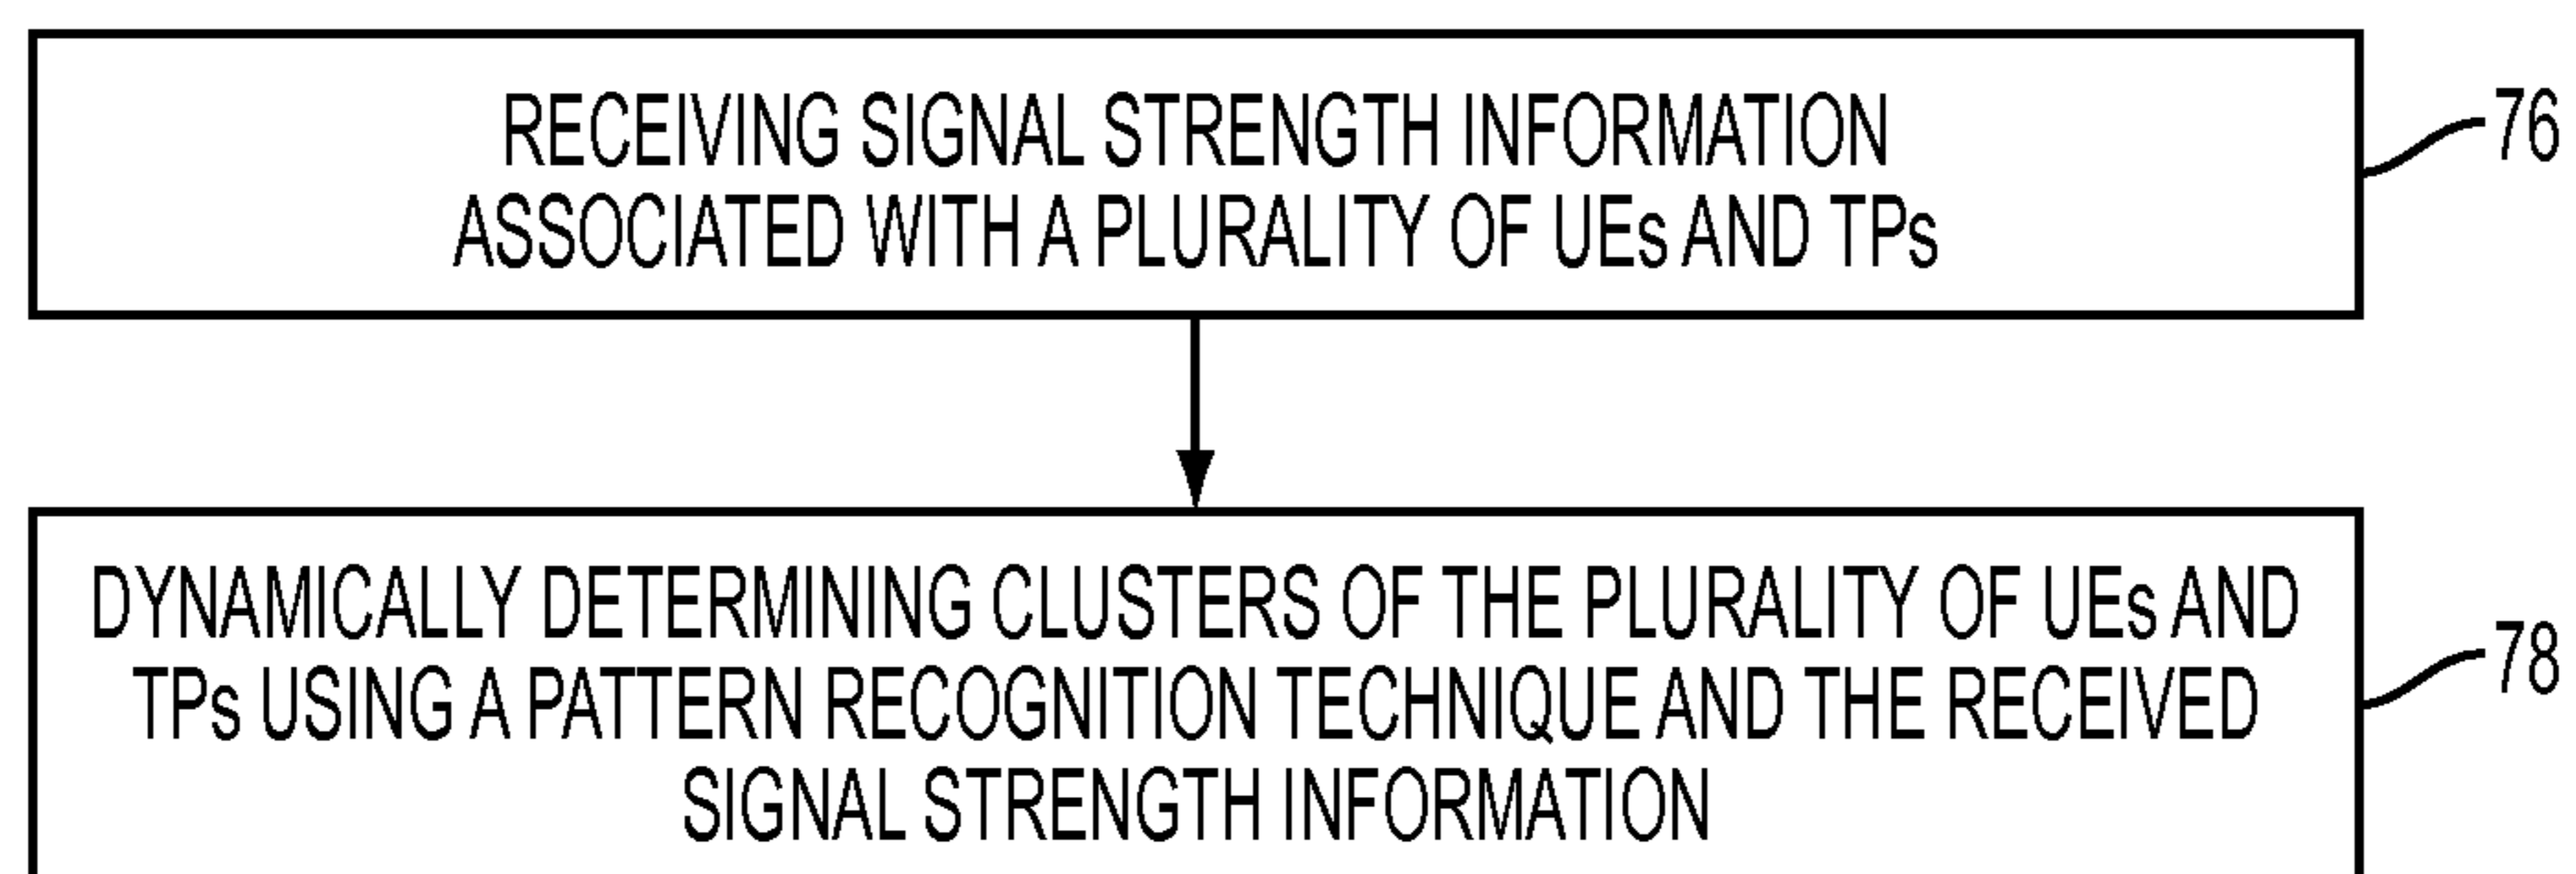 RECEIVING SIGNAL STRENGTH INFORMATION
ASSOCIATED WITH A PLURALITY OF UEs AND TPs
76
DYNAMICALLY DETERMINING CLUSTERS OF THE PLURALITY OF UEs AND
TPs USING A PATTERN RECOGNITION TECHNIQUE AND THE RECEIVED
SIGNAL STRENGTH INFORMATION
78